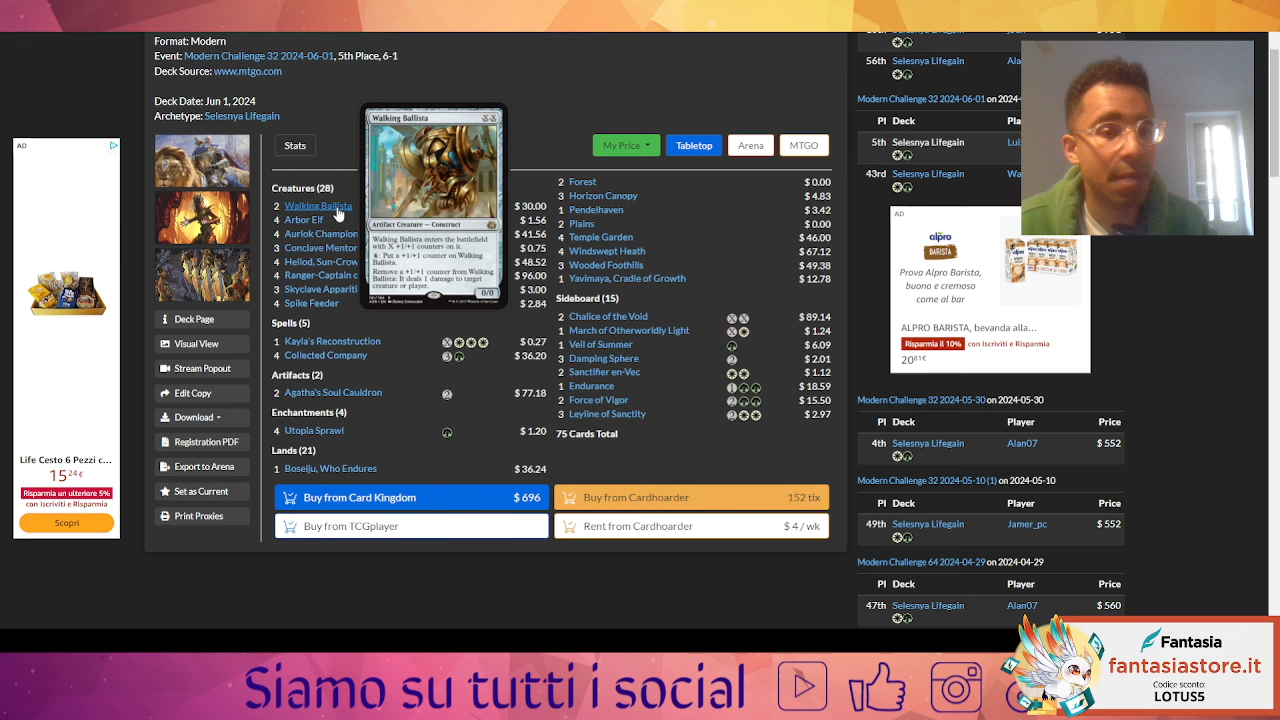 Format: Modern
Event: Modern Challenge 32 2024-06-01, 5th Place, 6-1
Deck Source: www.mtgo.com
Deck Date: Jun 1, 2024
Archetype: Selesnya Lifegain
Stats
My Price
Tabletop
Arena
MTGO
Deck Page
Visual View
Stream Popout
Edit Copy
Download
Registration PDF
Export to Arena
Set as Current
Print Proxies
Creatures (28)
2 Walking Ballista $ 30.00
4 Arbor Elf $ 1.56
4 Aurlok Champion $ 41.56
3 Conclave Mentor $ 0.75
4 Heliod, Sun-Crow $ 48.52
4 Ranger-Captain o $ 96.00
3 Skyclave Appariti $ 3.00
4 Spike Feeder $ 2.84
Spells (5)
1 Kayla's Reconstruction X $ 0.27
4 Collected Company 3 $ 36.20
Artifacts (2)
2 Agatha's Soul Cauldron 2 $ 77.18
Enchantments (4)
4 Utopia Sprawl $ 1.20
Lands (21)
1 Boseiju, Who Endures $ 36.24
Walking Ballista XX
Artifact Creature — Construct
Walking Ballista enters the battlefield
with X +1/+1 counters on it.
4: Put a +1/+1 counter on Walking
Ballista.
Remove a +1/+1 counter from Walking
Ballista: It deals 1 damage to target
creature or player.
0/0
2 Forest $ 0.00
3 Horizon Canopy $ 4.83
1 Pendelhaven $ 3.42
2 Plains $ 0.00
4 Temple Garden $ 46.00
4 Windswept Heath $ 67.12
3 Wooded Foothills $ 49.38
1 Yavimaya, Cradle of Growth $ 12.78
Sideboard (15)
2 Chalice of the Void X X $ 89.14
1 March of Otherworldly Light X $ 1.24
1 Veil of Summer $ 6.09
3 Damping Sphere 2 $ 2.01
2 Sanctifier en-Vec $ 1.12
1 Endurance 1 $ 18.59
2 Force of Vigor 2 $ 15.50
3 Leyline of Sanctity 2 $ 2.97
75 Cards Total
Buy from Card Kingdom $ 696
Buy from Cardhoarder 152 tix
Buy from TCGplayer
Rent from Cardhoarder $ 4 / wk
56th Selesnya Lifegain Ala
Modern Challenge 32 2024-06-01 on 2024-
Pl Deck Player
5th Selesnya Lifegain Lui
43rd Selesnya Lifegain Wa
AD
alpro
BARISTA
Prova Alpro Barista,
buono e cremoso
come al bar
ALPRO BARISTA, bevanda alla...
Risparmia il 10% con Iscriviti e Risparmia
20,81€
Modern Challenge 32 2024-05-30 on 2024-05-30
Pl Deck Player Price
4th Selesnya Lifegain Alan07 $ 552
Modern Challenge 32 2024-05-10 (1) on 2024-05-10
Pl Deck Player Price
49th Selesnya Lifegain Jamer_pc $ 552
Modern Challenge 64 2024-04-29 on 2024-04-29
Pl Deck Player Price
47th Selesnya Lifegain Alan07 $ 560
AD
Life Cesto 6 Pezzi c...
15,24 €
Risparmia un ulteriore 5%
con Iscriviti e Risparmia
Scopri
Siamo su tutti i social
Fantasia
fantasiastore.it
Codice sconto:
LOTUS5